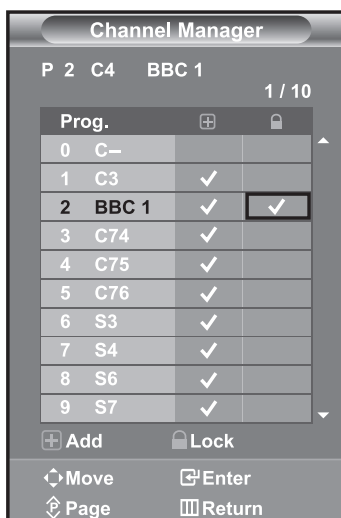 Channel Manager
P 2 C4 BBC 1
1 / 10
Prog.
0 C–
1 C3
2 BBC 1
3 C74
4 C75
5 C76
6 S3
7 S4
8 S6
9 S7
Add Lock
Move Enter
P Page Return